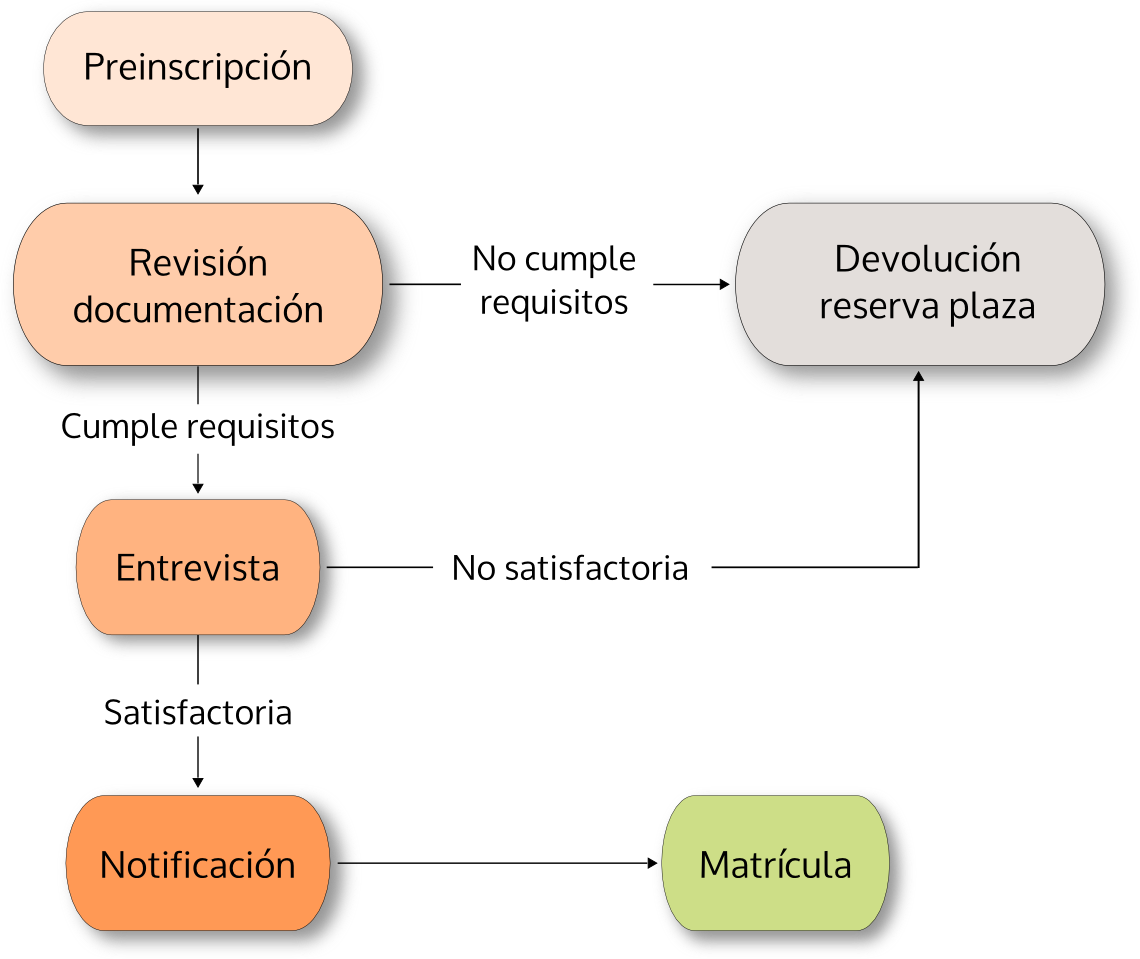 Preinscripción
Revisión
documentación
No cumple
requisitos
Devolución
reserva plaza
Cumple requisitos
Entrevista
No satisfactoria
Satisfactoria
Notificación
Matrícula